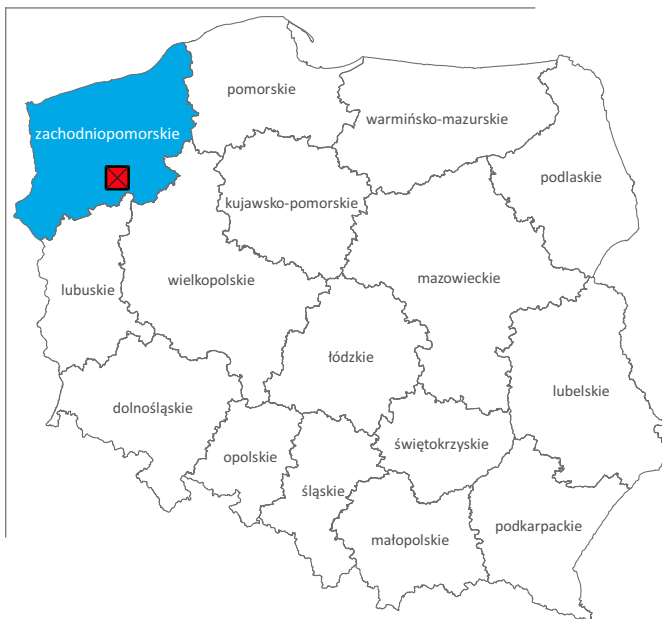 pomorskie
warmińsko-mazurskie
zachodniopomorskie
podlaskie
kujawsko-pomorskie
lubuskie
wielkopolskie
mazowieckie
łódzkie
lubelskie
dolnośląskie
świętokrzyskie
opolskie
śląskie
podkarpackie
małopolskie